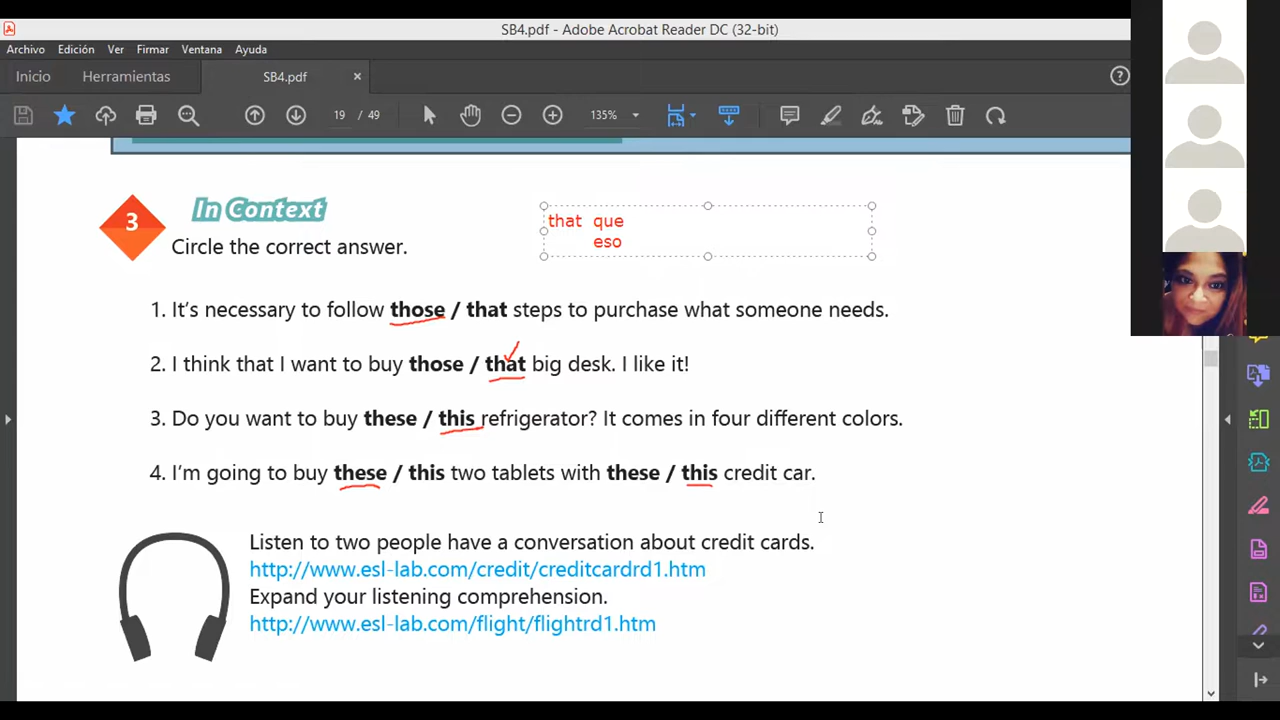 SB4.pdf - Adobe Acrobat Reader DC (32-bit)
Archivo Edición Ver Firmar Ventana Ayuda
Inicio Herramientas SB4.pdf ×
19 / 49 135%
3 In Context
that que
eso
Circle the correct answer.
1. It's necessary to follow those / that steps to purchase what someone needs.
2. I think that I want to buy those / that big desk. I like it!
3. Do you want to buy these / this refrigerator? It comes in four different colors.
4. I'm going to buy these / this two tablets with these / this credit car.
Listen to two people have a conversation about credit cards.
http://www.esl-lab.com/credit/creditcardrd1.htm
Expand your listening comprehension.
http://www.esl-lab.com/flight/flightrd1.htm